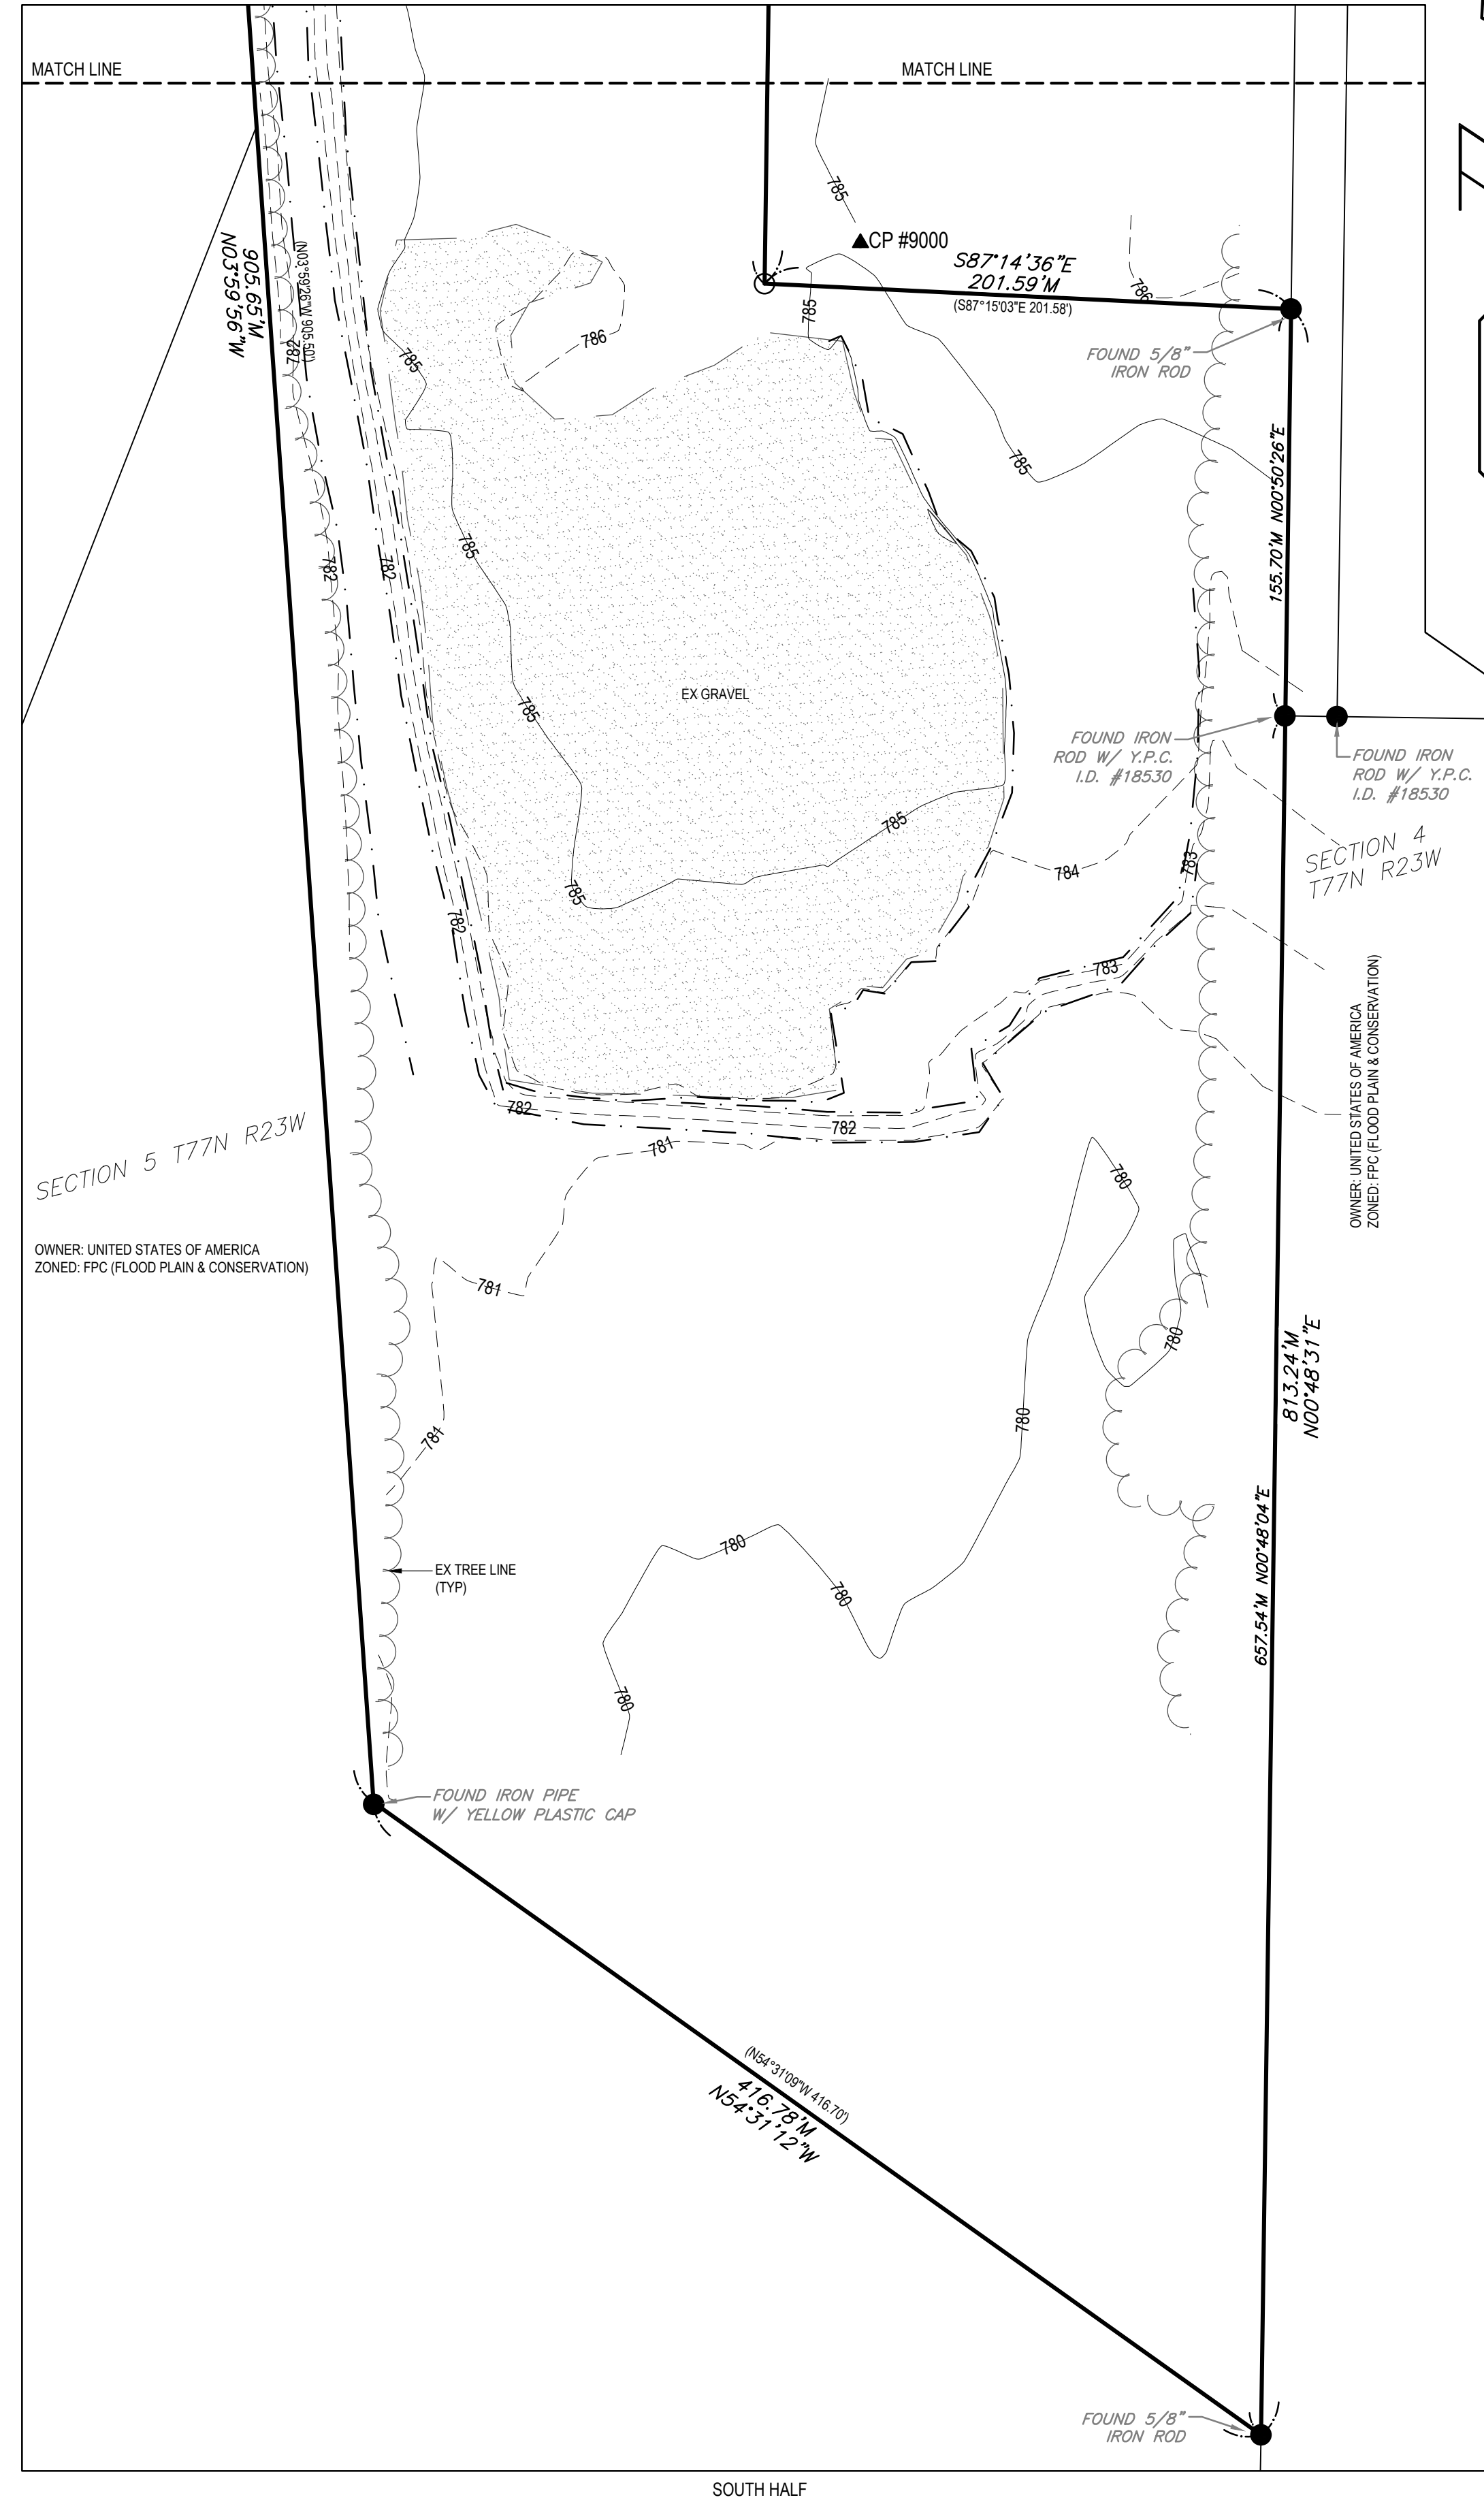 MATCH LINE
MATCH LINE
785
CP #9000
S87°14'36"E
201.59'M
(S87°15'03"E 201.58')
905.65'M
N03°59'56"W
(N03°59'26"W 905.50')
782
785
786
785
786
FOUND 5/8"
IRON ROD
785
155.70'M N00°50'26"E
782
782
785
EX GRAVEL
785
FOUND IRON
ROD W/ Y.P.C.
I.D. #18530
FOUND IRON
ROD W/ Y.P.C.
I.D. #18530
785
SECTION 4
T77N R23W
784
783
785
782
783
OWNER: UNITED STATES OF AMERICA
ZONED: FPC (FLOOD PLAIN & CONSERVATION)
782
782
781
SECTION 5 T77N R23W
780
OWNER: UNITED STATES OF AMERICA
ZONED: FPC (FLOOD PLAIN & CONSERVATION)
781
780
813.24'M
N00°48'31"E
780
781
657.54'M N00°48'04"E
780
EX TREE LINE
(TYP)
780
780
FOUND IRON PIPE
W/ YELLOW PLASTIC CAP
(N54°31'09"W 416.70')
416.78'M
N54°31'12"W
FOUND 5/8"
IRON ROD
SOUTH HALF